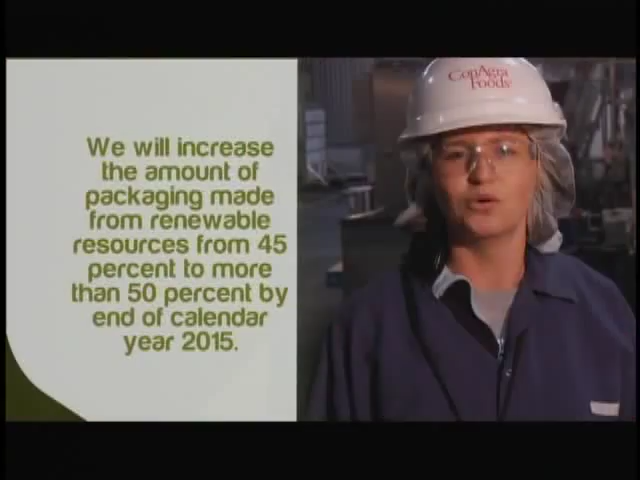 We will increase
the amount of
packaging made
from renewable
resources from 45
percent to more
than 50 percent by
end of calendar
year 2015.
ConAgra
Foods